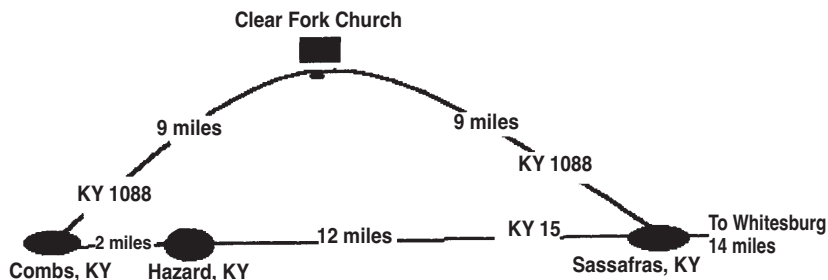 Clear Fork Church
9 miles
9 miles
KY 1088
KY 1088
2 miles
12 miles
KY 15
To Whitesburg
14 miles
Combs, KY
Hazard, KY
Sassafras, KY